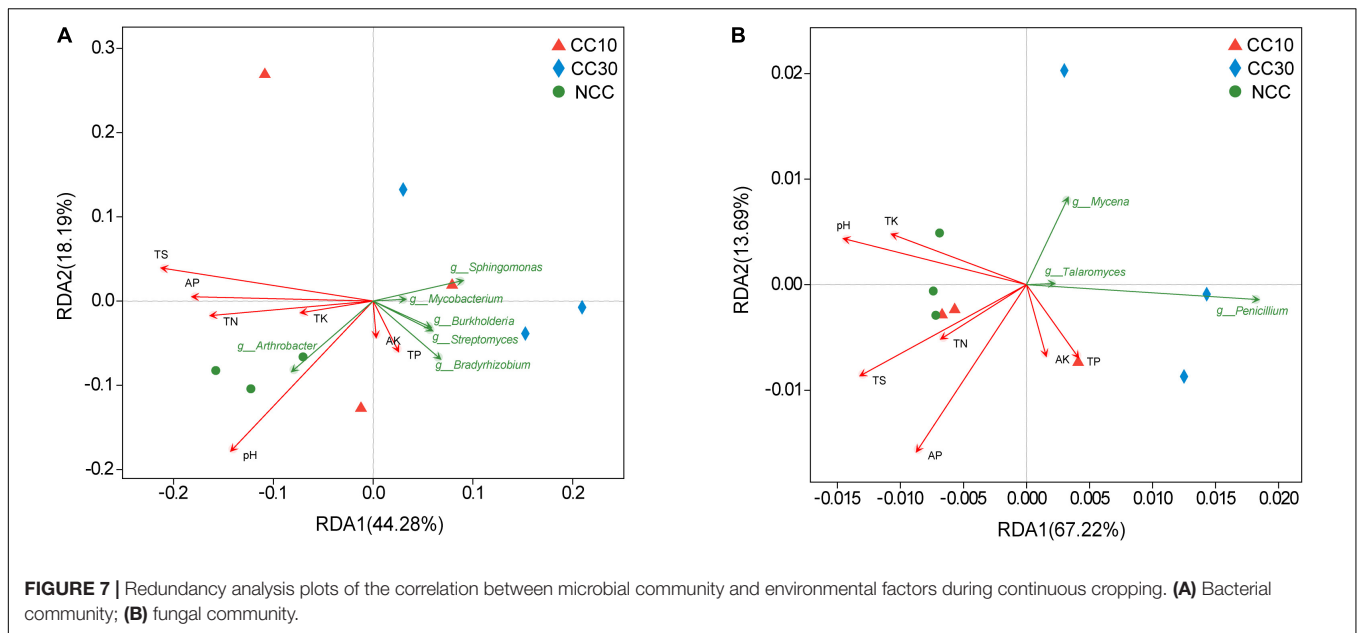 A
CC10
CC30
NCC
0.3
0.2
0.1
0.0
-0.1
-0.2
RDA2(18.19%)
TS
AP
TN
TK
g__Arthrobacter
pH
AK
TP
g__Sphingomonas
g__Mycobacterium
g__Burkholderia
g__Streptomyces
g__Bradyrhizobium
-0.2 -0.1 0.0 0.1 0.2
RDA1(44.28%)
B
CC10
CC30
NCC
0.02
0.01
0.00
-0.01
RDA2(13.69%)
pH
TK
g__Mycena
g__Talaromyces
g__Penicillium
TN
TS
AP
AK
TP
-0.015 -0.010 -0.005 0.000 0.005 0.010 0.015 0.020
RDA1(67.22%)
FIGURE 7 | Redundancy analysis plots of the correlation between microbial community and environmental factors during continuous cropping. (A) Bacterial
community; (B) fungal community.